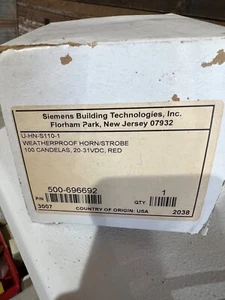 Siemens Building Technologies, Inc.
Florham Park, New Jersey 07932
U-HN-S110-1
WEATHERPROOF HORN/STROBE
100 CANDELAS, 20-31VDC, RED
500-696692 1
P/N QTY
3007 COUNTRY OF ORIGIN: USA 2038